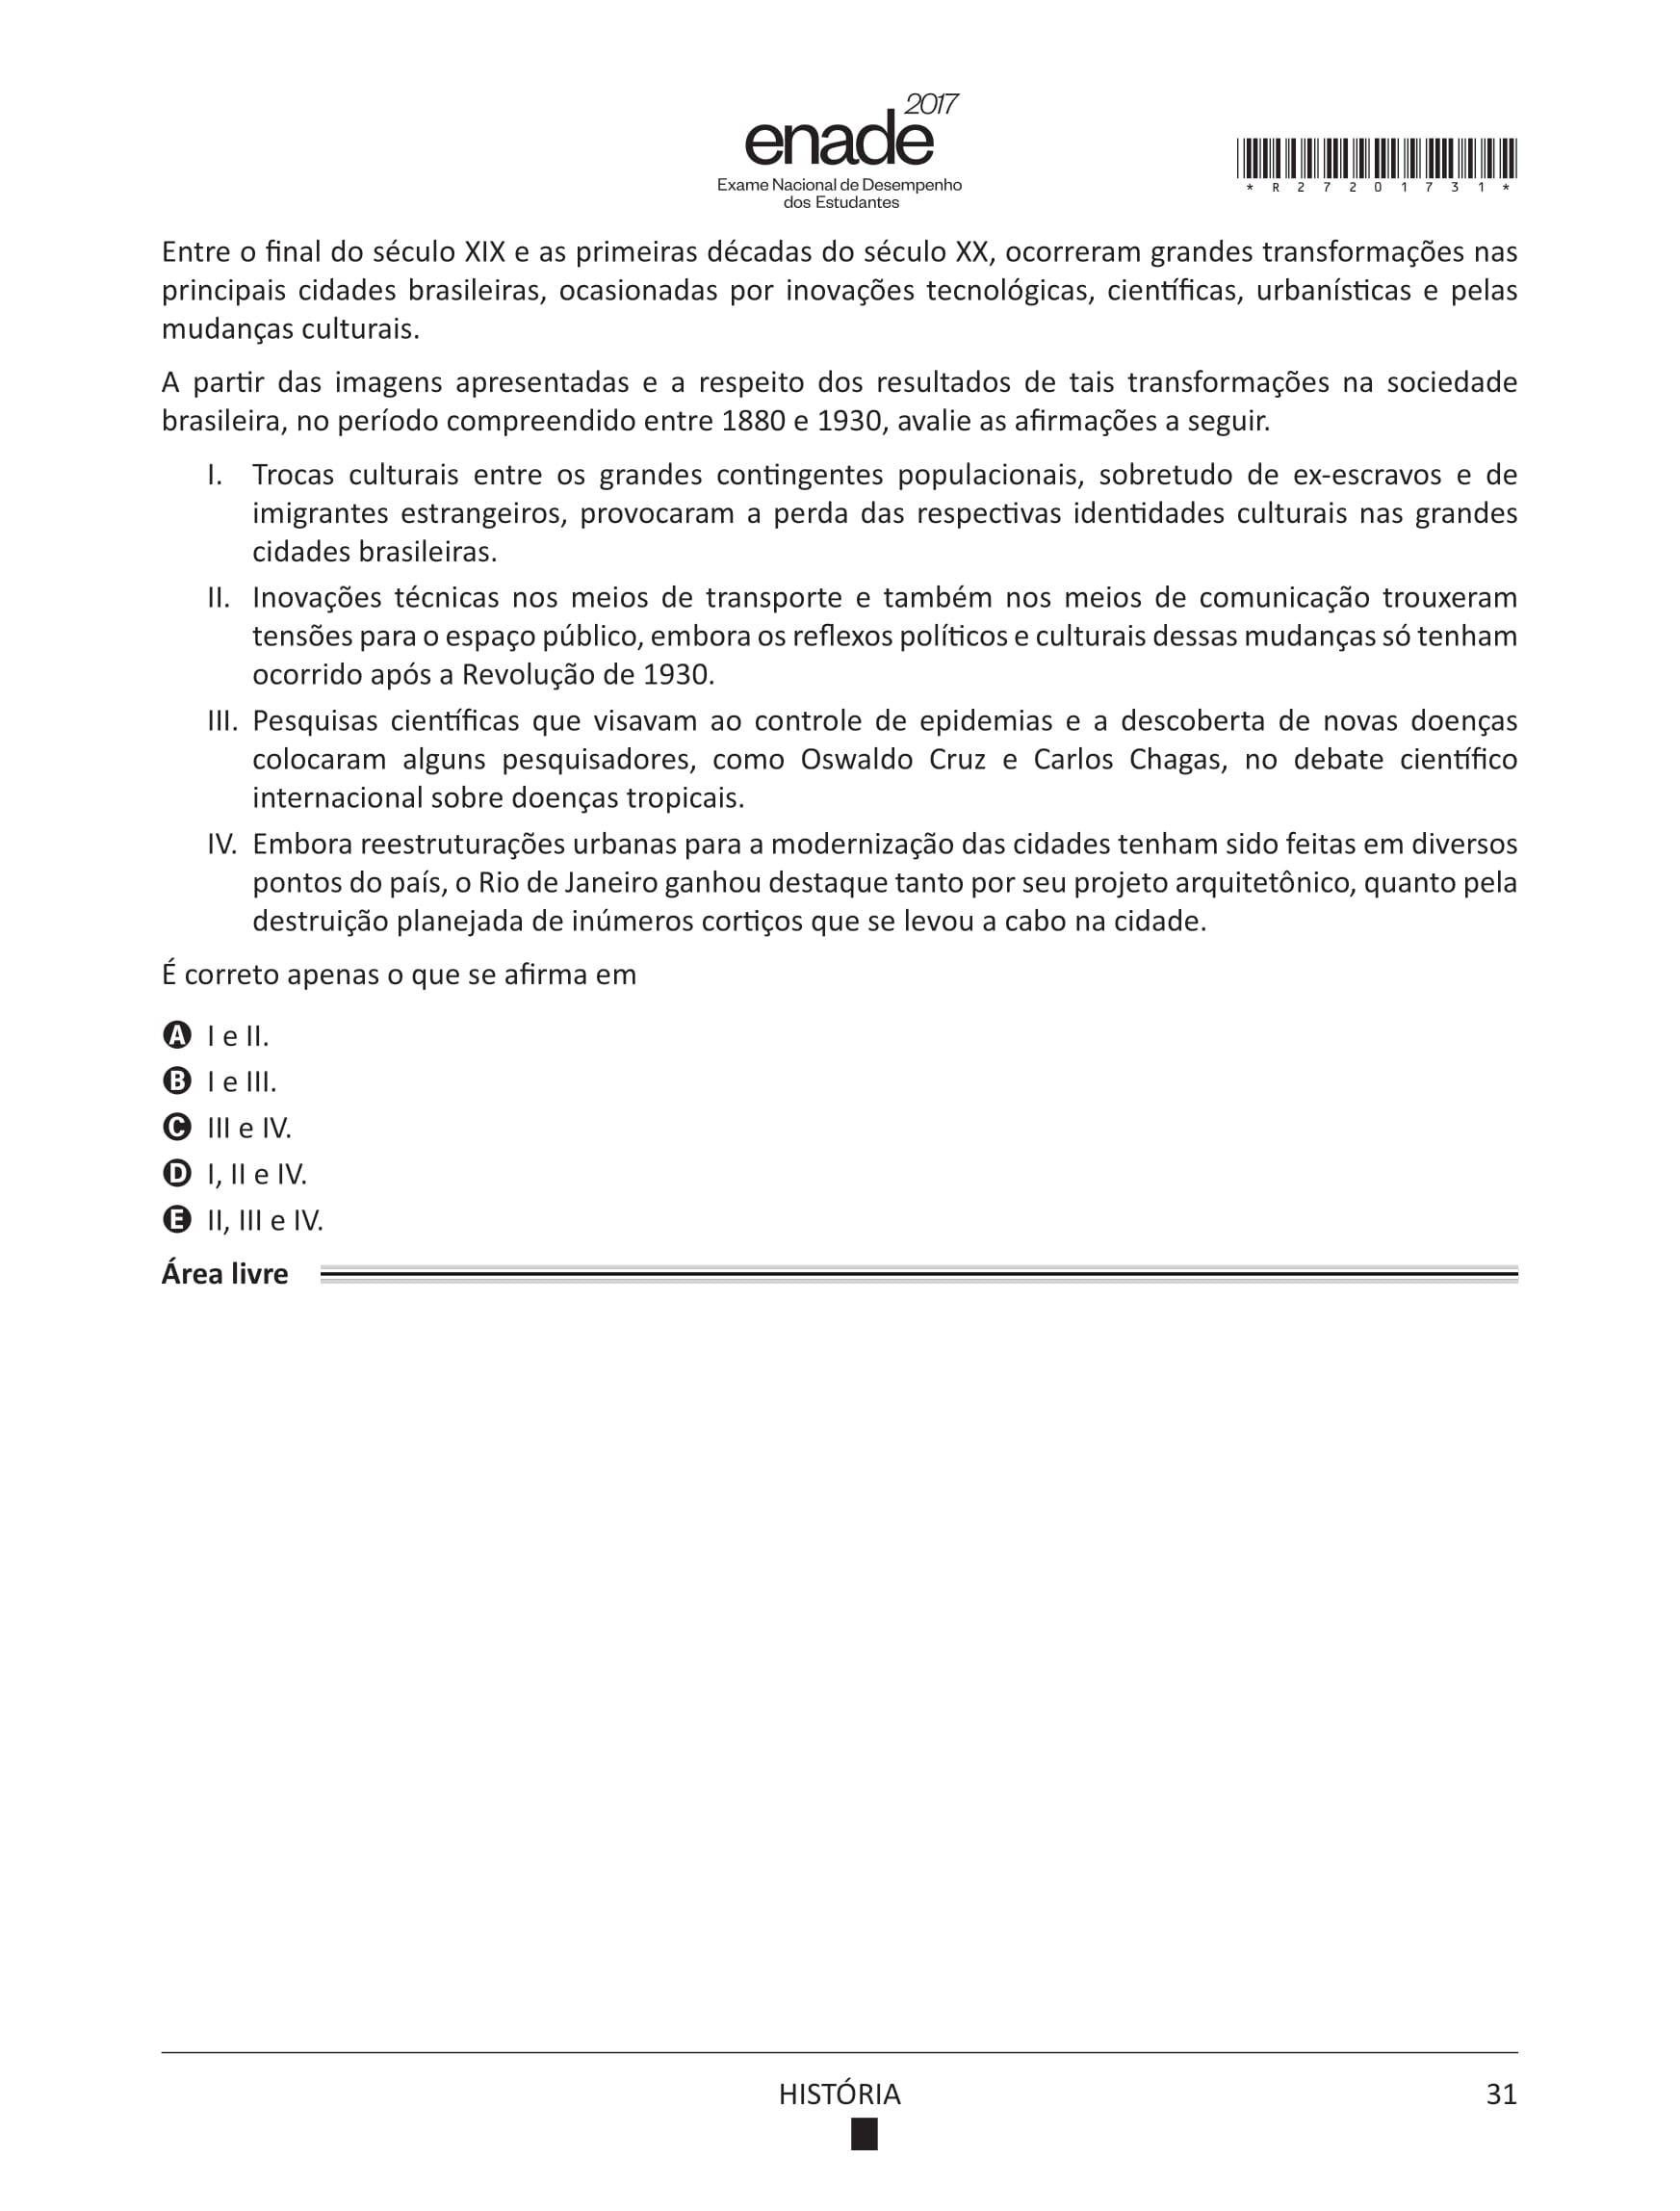 2017
enade
Exame Nacional de Desempenho
dos Estudantes
* R 2 7 2 0 1 7 3 1 *
Entre o final do século XIX e as primeiras décadas do século XX, ocorreram grandes transformações nas
principais cidades brasileiras, ocasionadas por inovações tecnológicas, científicas, urbanísticas e pelas
mudanças culturais.
A partir das imagens apresentadas e a respeito dos resultados de tais transformações na sociedade
brasileira, no período compreendido entre 1880 e 1930, avalie as afirmações a seguir.
I. Trocas culturais entre os grandes contingentes populacionais, sobretudo de ex-escravos e de
imigrantes estrangeiros, provocaram a perda das respectivas identidades culturais nas grandes
cidades brasileiras.
II. Inovações técnicas nos meios de transporte e também nos meios de comunicação trouxeram
tensões para o espaço público, embora os reflexos políticos e culturais dessas mudanças só tenham
ocorrido após a Revolução de 1930.
III. Pesquisas científicas que visavam ao controle de epidemias e a descoberta de novas doenças
colocaram alguns pesquisadores, como Oswaldo Cruz e Carlos Chagas, no debate científico
internacional sobre doenças tropicais.
IV. Embora reestruturações urbanas para a modernização das cidades tenham sido feitas em diversos
pontos do país, o Rio de Janeiro ganhou destaque tanto por seu projeto arquitetônico, quanto pela
destruição planejada de inúmeros cortiços que se levou a cabo na cidade.
É correto apenas o que se afirma em
A I e II.
B I e III.
C III e IV.
D I, II e IV.
E II, III e IV.
Área livre
HISTÓRIA
31